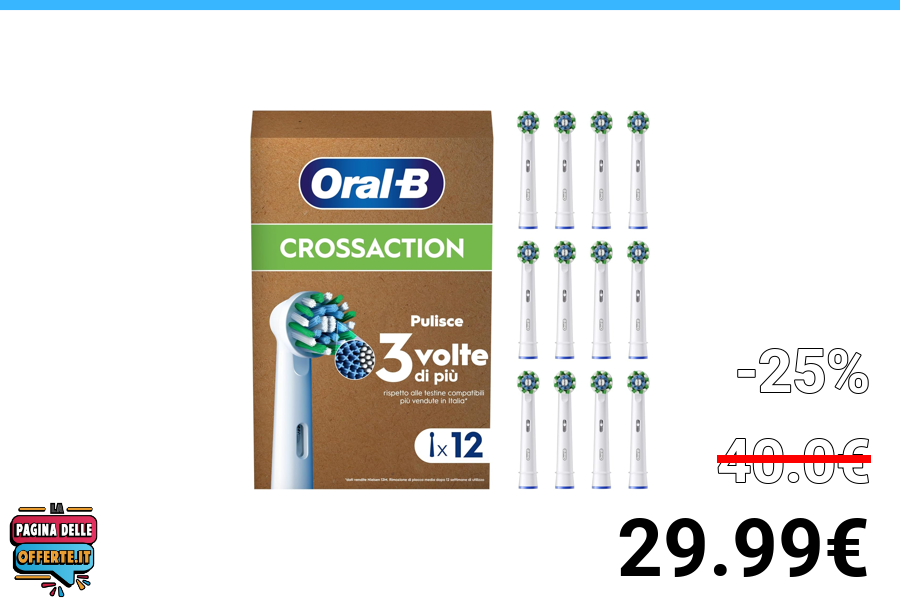 Oral-B
CROSSACTION
Pulisce
3 volte
di più
rispetto alle testine compatibili
più vendute in Italia*
x12
-25%
40.0€
29.99€
LA
PAGINA DELLE
OFFERTE.IT